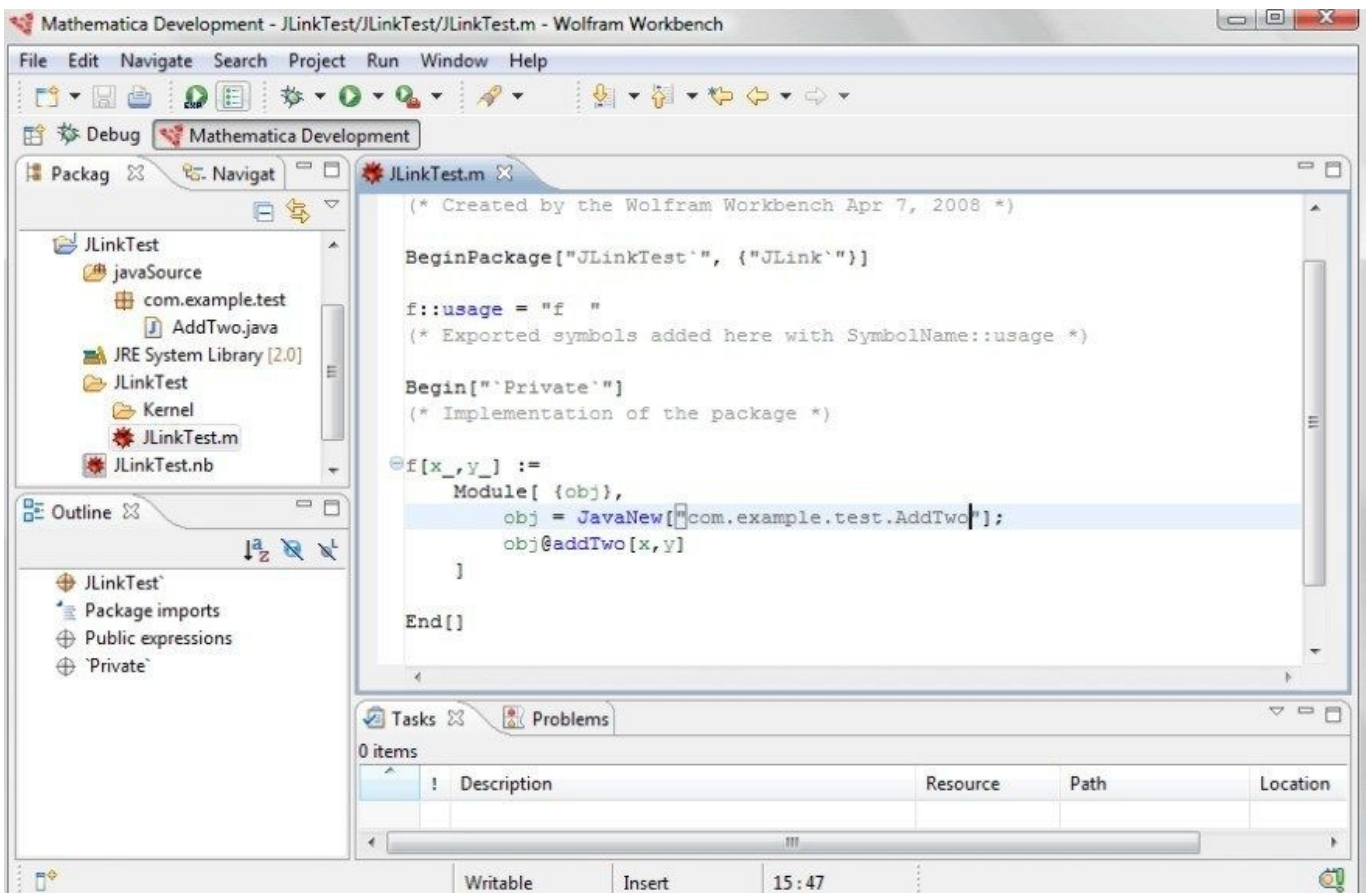 Mathematica Development - JLinkTest/JLinkTest/JLinkTest.m - Wolfram Workbench
File Edit Navigate Search Project Run Window Help
Debug Mathematica Development
Packag Navigat
JLinkTest
javaSource
com.example.test
AddTwo.java
JRE System Library [2.0]
JLinkTest
Kernel
JLinkTest.m
JLinkTest.nb
Outline
JLinkTest`
Package imports
Public expressions
`Private`
JLinkTest.m
(* Created by the Wolfram Workbench Apr 7, 2008 *)
BeginPackage["JLinkTest`", {"JLink`"}]
f::usage = "f  "
(* Exported symbols added here with SymbolName::usage *)
Begin["`Private`"]
(* Implementation of the package *)
f[x_,y_] :=
Module[ {obj},
obj = JavaNew["com.example.test.AddTwo"];
obj@addTwo[x,y]
]
End[]
Tasks Problems
0 items
! Description Resource Path Location
Writable Insert 15:47